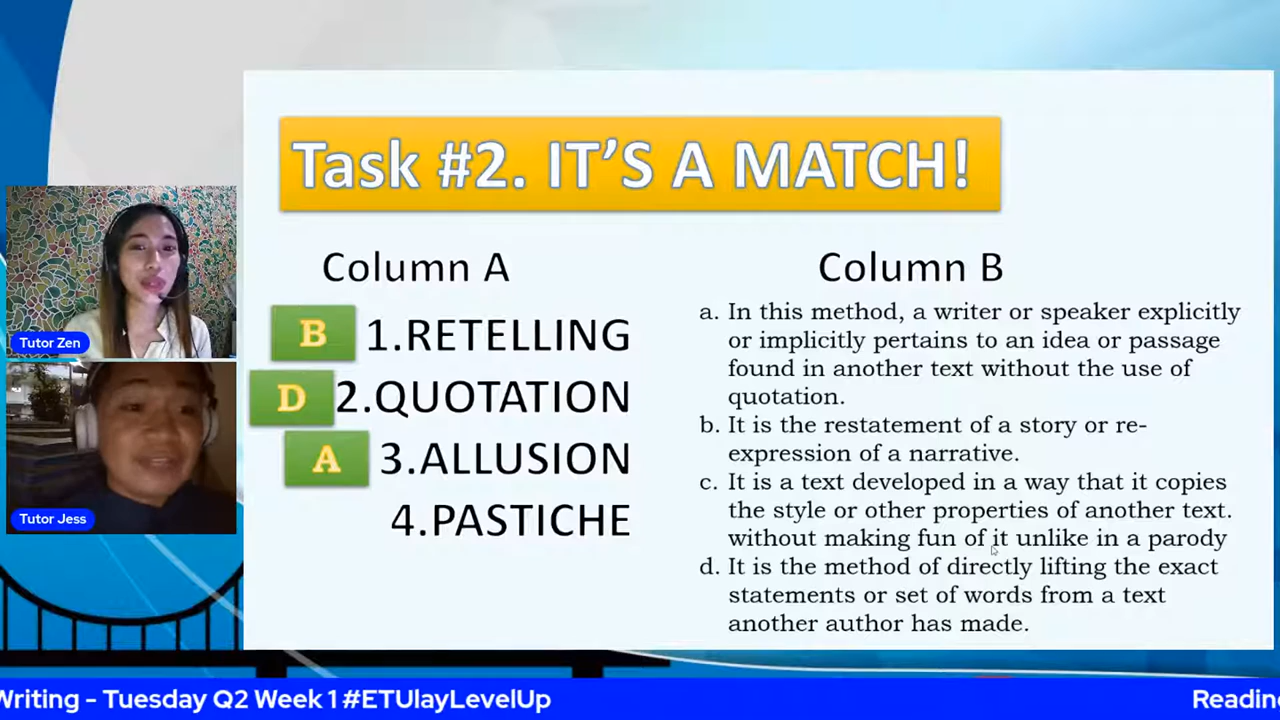 Task #2. IT'S A MATCH!
Column A
B 1.RETELLING
D 2.QUOTATION
A 3.ALLUSION
4.PASTICHE
Column B
a. In this method, a writer or speaker explicitly
or implicitly pertains to an idea or passage
found in another text without the use of
quotation.
b. It is the restatement of a story or re-
expression of a narrative.
c. It is a text developed in a way that it copies
the style or other properties of another text.
without making fun of it unlike in a parody
d. It is the method of directly lifting the exact
statements or set of words from a text
another author has made.
Tutor Zen
Tutor Jess
Writing - Tuesday Q2 Week 1 #ETUlayLevelUp
Reading